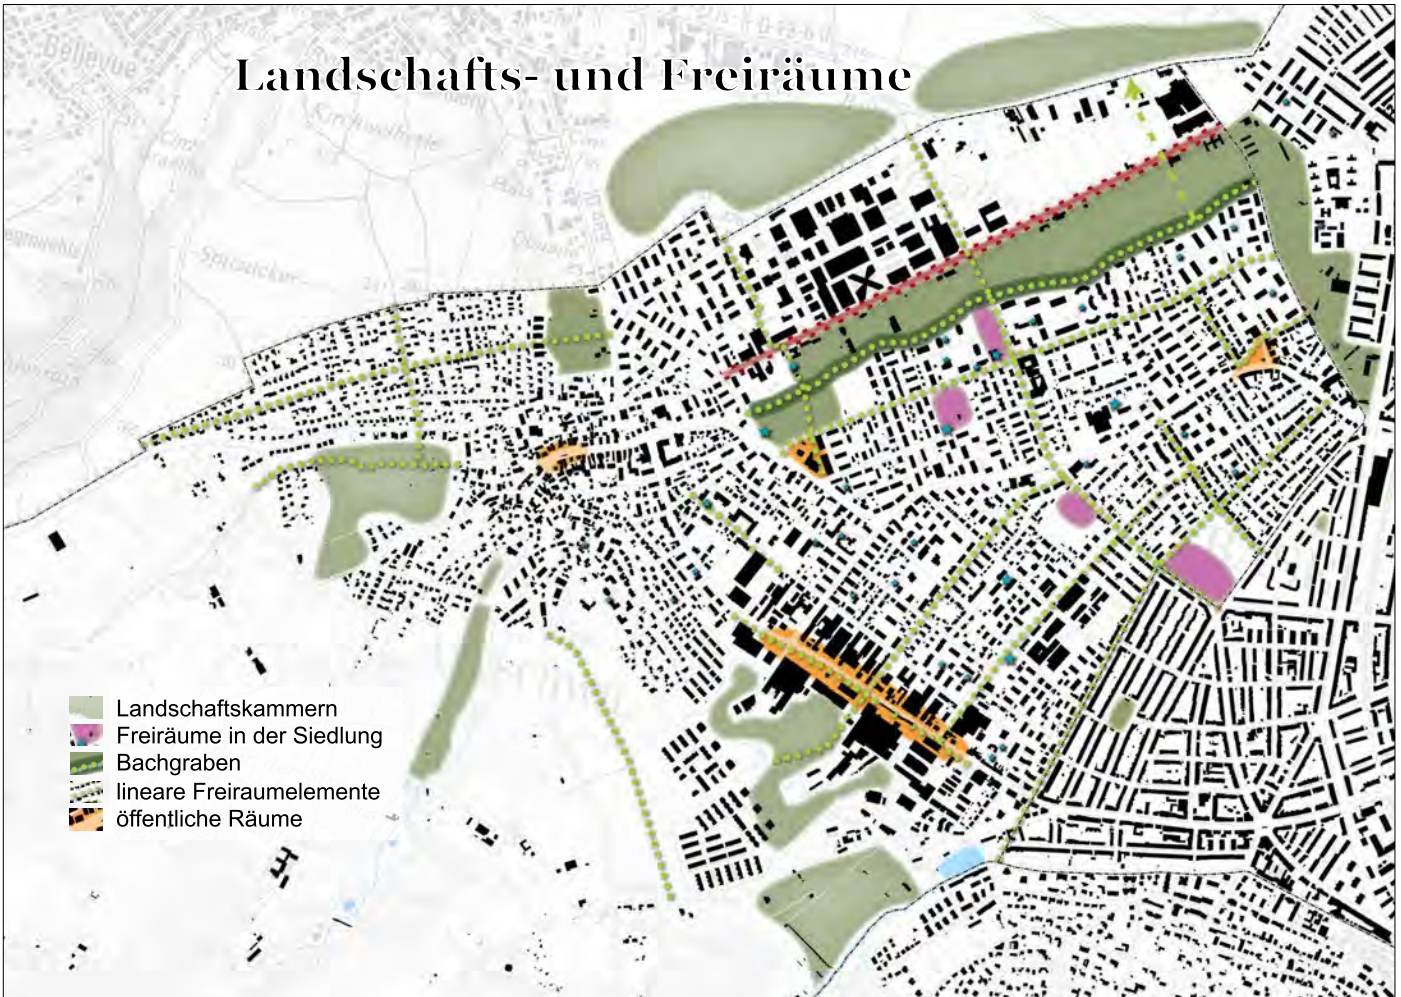 Bellevue
Landschafts- und Freiräume
Landschaftskammern
Freiräume in der Siedlung
Bachgraben
lineare Freiraumelemente
öffentliche Räume